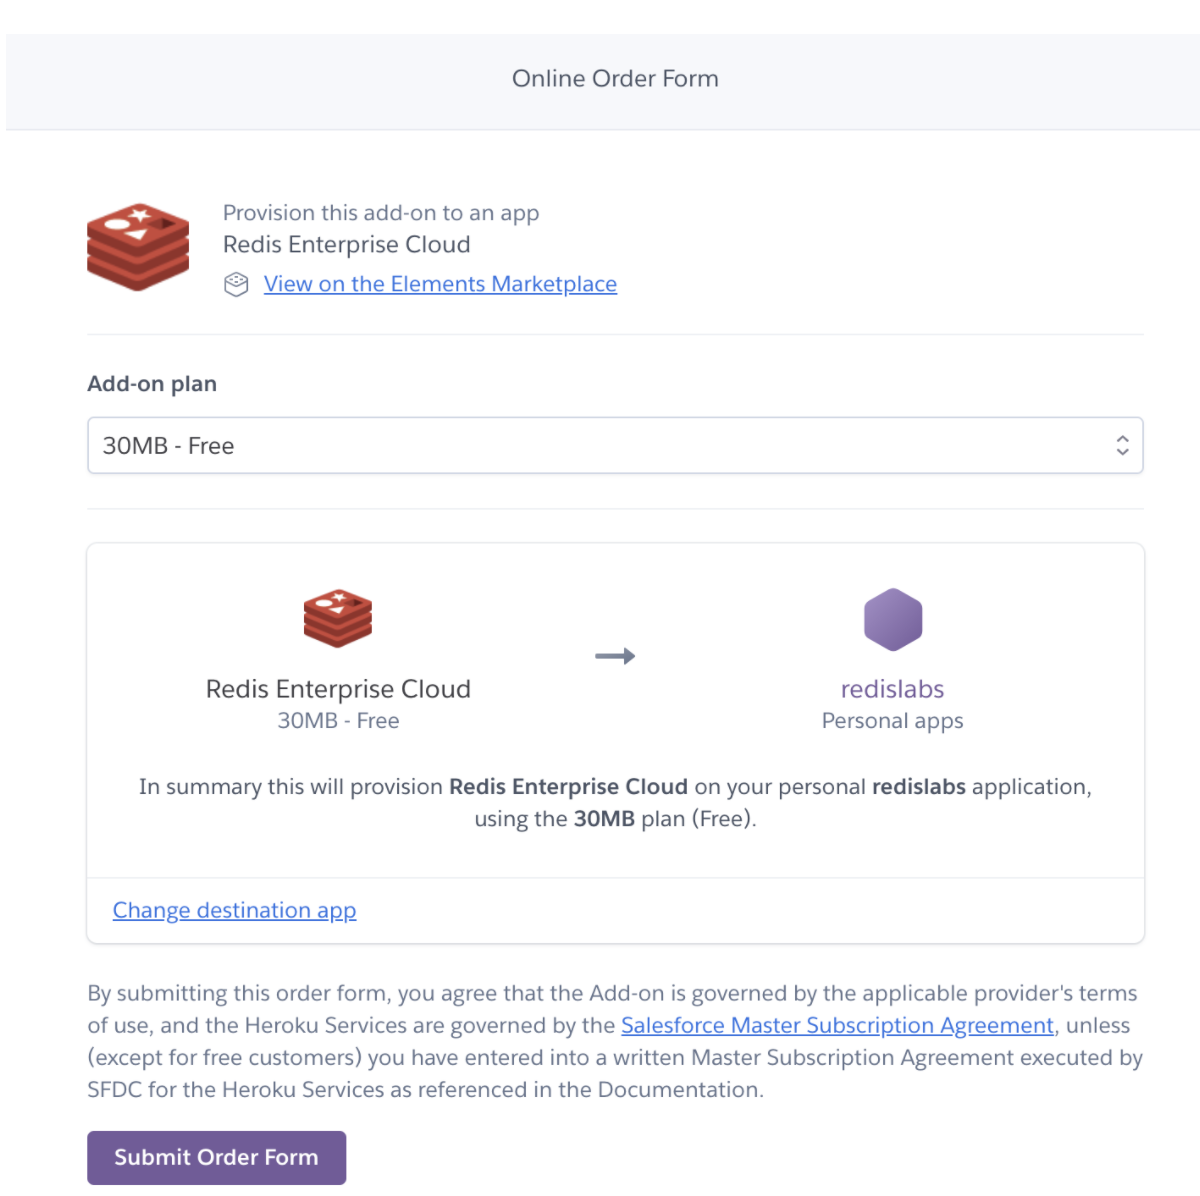 Online Order Form
Provision this add-on to an app
Redis Enterprise Cloud
View on the Elements Marketplace
Add-on plan
30MB - Free
Redis Enterprise Cloud
30MB - Free
redislabs
Personal apps
In summary this will provision Redis Enterprise Cloud on your personal redislabs application,
using the 30MB plan (Free).
Change destination app
By submitting this order form, you agree that the Add-on is governed by the applicable provider's terms
of use, and the Heroku Services are governed by the Salesforce Master Subscription Agreement, unless
(except for free customers) you have entered into a written Master Subscription Agreement executed by
SFDC for the Heroku Services as referenced in the Documentation.
Submit Order Form